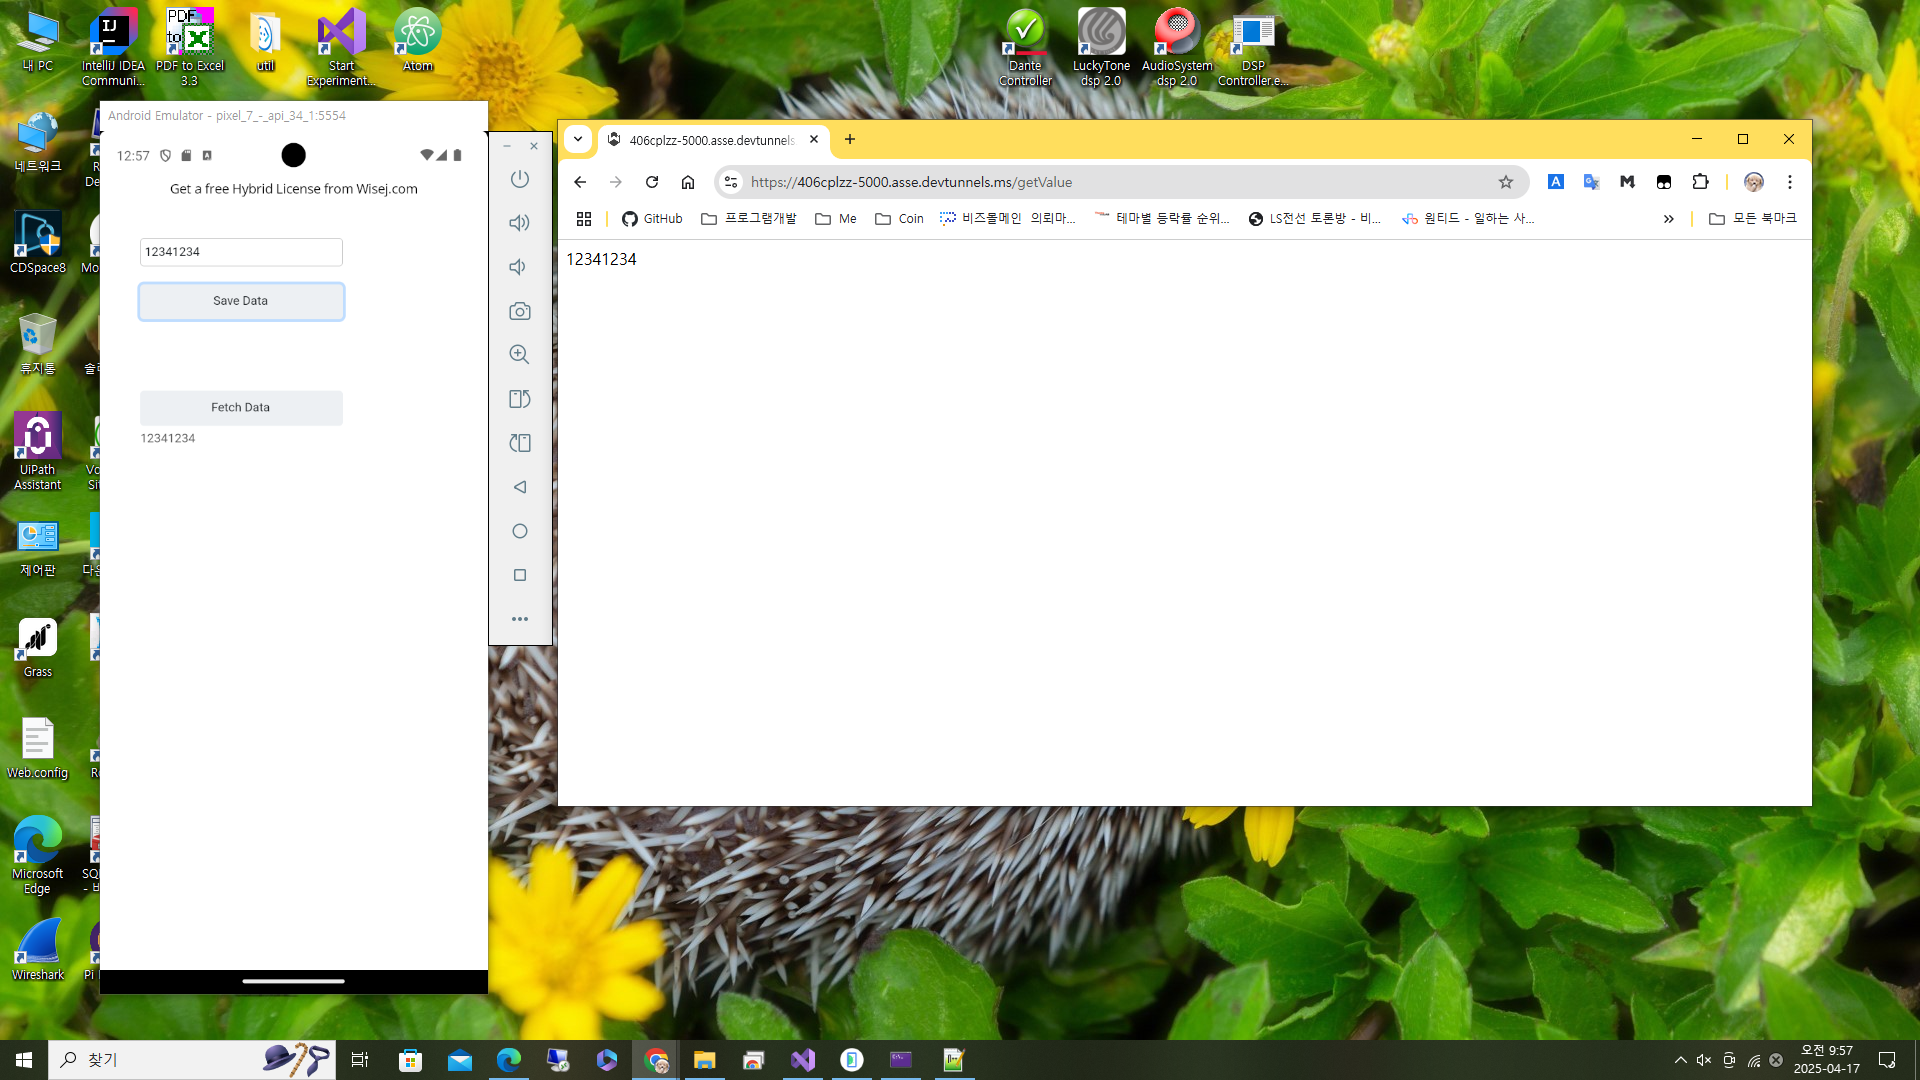 내 PC
IntelliJ IDEA
Communi...
PDF to Excel
3.3
util
Start
Experiment...
Atom
Dante
Controller
LuckyTone
dsp 2.0
AudioSystem
dsp 2.0
DSP
Controller.e...
네트워크
CDSpace8
휴지통
UiPath
Assistant
제어판
Grass
Web.config
Microsoft
Edge
Wireshark
Android Emulator - pixel_7_-_api_34_1:5554
12:57
Get a free Hybrid License from Wisej.com
12341234
Save Data
Fetch Data
12341234
406cplzz-5000.asse.devtunnels
https://406cplzz-5000.asse.devtunnels.ms/getValue
GitHub
프로그램개발
Me
Coin
비즈몰메인 의뢰마...
테마별 등락률 순위...
LS전선 토론방 - 비...
원티드 - 일하는 사...
모든 북마크
12341234
찾기
오전 9:57
2025-04-17